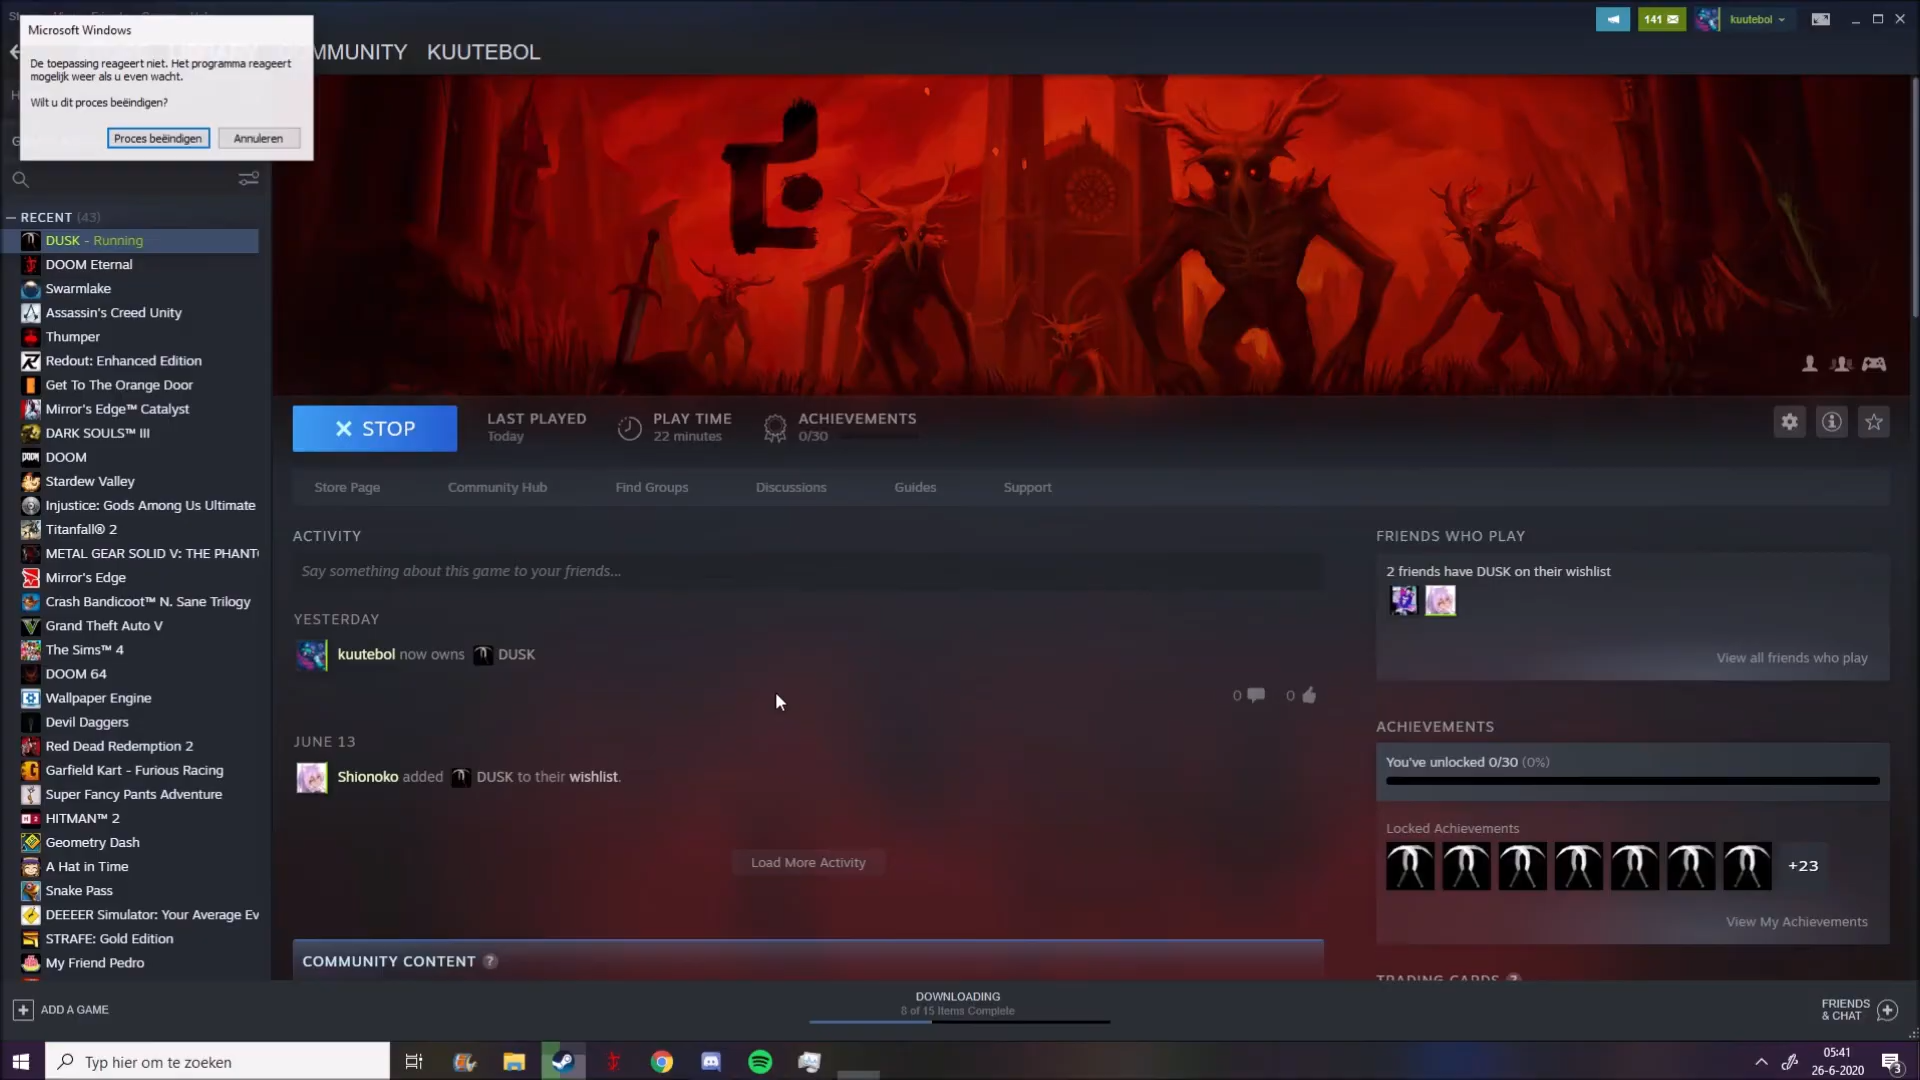 Microsoft Windows
De toepassing reageert niet. Het programma reageert
mogelijk weer als u even wacht.
Wilt u dit proces beëindigen?
Proces beëindigen
Annuleren
MMUNITY
KUUTEBOL
141
kuutebol
RECENT (43)
DUSK - Running
DOOM Eternal
Swarmlake
Assassin's Creed Unity
Thumper
Redout: Enhanced Edition
Get To The Orange Door
Mirror's Edge™ Catalyst
DARK SOULS™ III
DOOM
Stardew Valley
Injustice: Gods Among Us Ultimate
Titanfall® 2
METAL GEAR SOLID V: THE PHANT
Mirror's Edge
Crash Bandicoot™ N. Sane Trilogy
Grand Theft Auto V
The Sims™ 4
DOOM 64
Wallpaper Engine
Devil Daggers
Red Dead Redemption 2
Garfield Kart - Furious Racing
Super Fancy Pants Adventure
HITMAN™ 2
Geometry Dash
A Hat in Time
Snake Pass
DEEEER Simulator: Your Average Ev
STRAFE: Gold Edition
My Friend Pedro
ADD A GAME
STOP
LAST PLAYED
Today
PLAY TIME
22 minutes
ACHIEVEMENTS
0/30
Store Page
Community Hub
Find Groups
Discussions
Guides
Support
ACTIVITY
Say something about this game to your friends...
YESTERDAY
kuutebol now owns DUSK
0
0
JUNE 13
Shionoko added DUSK to their wishlist.
Load More Activity
COMMUNITY CONTENT ?
FRIENDS WHO PLAY
2 friends have DUSK on their wishlist
View all friends who play
ACHIEVEMENTS
You've unlocked 0/30 (0%)
Locked Achievements
+23
View My Achievements
TRADING CARDS ?
DOWNLOADING
8 of 15 Items Complete
FRIENDS
& CHAT
Typ hier om te zoeken
05:41
26-6-2020
3